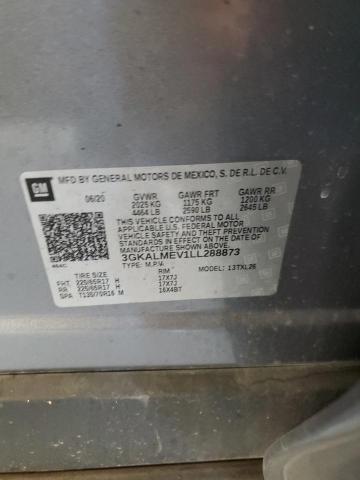 GM
MFD BY GENERAL MOTORS DE MEXICO, S. DE R.L. DE C.V.
06/20 GVWR GAWR FRT GAWR RR
2025 KG 1175 KG 1200 KG
4464 LB 2590 LB 2645 LB
THIS VEHICLE CONFORMS TO ALL
APPLICABLE U.S. FEDERAL MOTOR
VEHICLE SAFETY, BUMPER, AND THEFT
PREVENTION STANDARDS IN EFFECT ON
THE DATE OF MANUFACTURE SHOWN ABOVE.
3GKALMEV1LL288873
TYPE: M.P.V. MODEL: 13TXL26
TIRE SIZE RIM
FHT: 225/65R17 H 17X7J
RR 225/65R17 H 17X7J
SPA T135/70R16 M 16X4BT